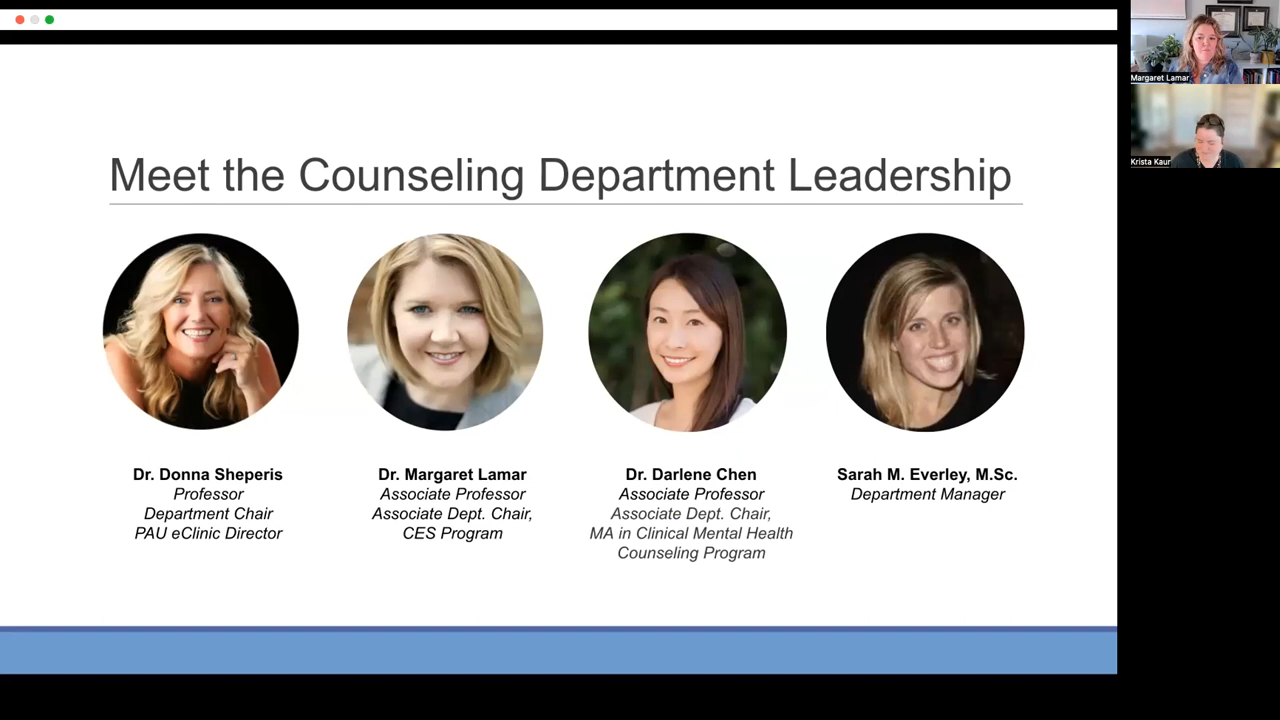 Meet the Counseling Department Leadership
Dr. Donna Sheperis
Professor
Department Chair
PAU eClinic Director
Dr. Margaret Lamar
Associate Professor
Associate Dept. Chair,
CES Program
Dr. Darlene Chen
Associate Professor
Associate Dept. Chair,
MA in Clinical Mental Health
Counseling Program
Sarah M. Everley, M.Sc.
Department Manager
Margaret Lamar
Krista Kaur